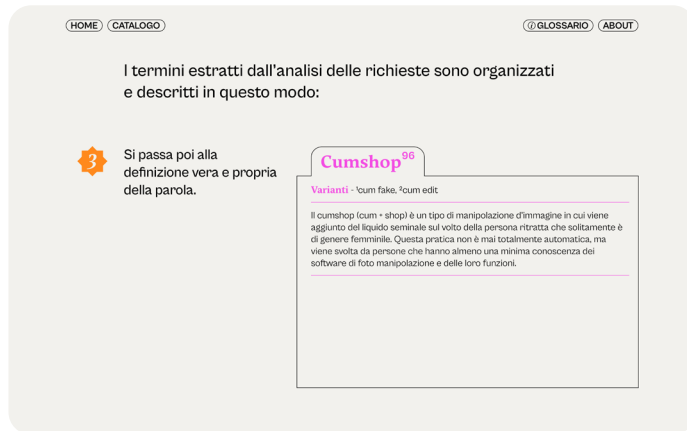 HOME CATALOGO
i GLOSSARIO ABOUT
I termini estratti dall'analisi delle richieste sono organizzati
e descritti in questo modo:
3
Si passa poi alla
definizione vera e propria
della parola.
Cumshop96
Varianti - ¹cum fake, ²cum edit
Il cumshop (cum + shop) è un tipo di manipolazione d'immagine in cui viene
aggiunto del liquido seminale sul volto della persona ritratta che solitamente è
di genere femminile. Questa pratica non è mai totalmente automatica, ma
viene svolta da persone che hanno almeno una minima conoscenza dei
software di foto manipolazione e delle loro funzioni.